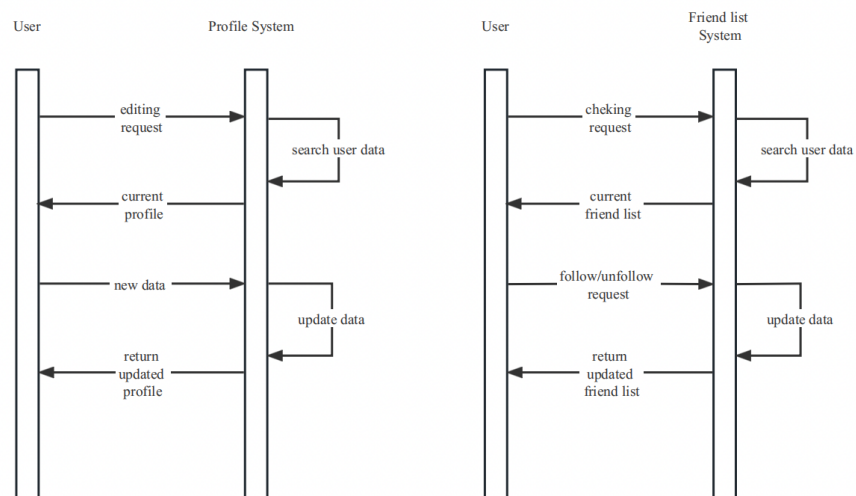 User
Profile System
editing
request
search user data
current
profile
new data
update data
return
updated
profile
User
Friend list
System
cheking
request
search user data
current
friend list
follow/unfollow
request
update data
return
updated
friend list